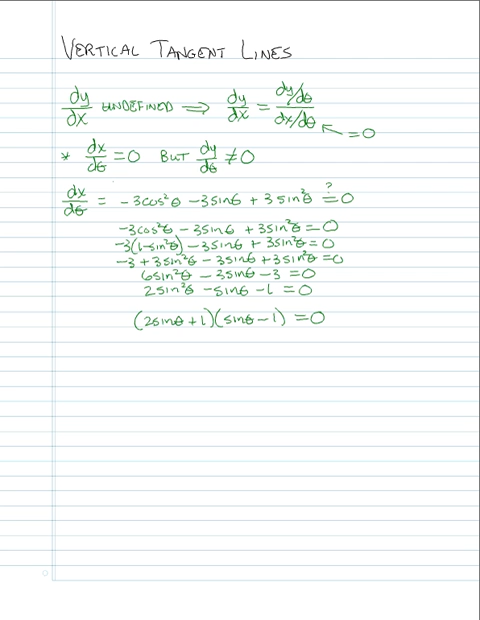 VERTICAL TANGENT LINES
dy/dx UNDEFINED ⟹ dy/dx = (dy/dθ)/(dx/dθ) ← =0
* dx/dθ = 0 BUT dy/dθ ≠ 0
dx/dθ = -3cos²θ - 3sinθ + 3sin²θ ?= 0
-3cos²θ - 3sinθ + 3sin²θ = 0
-3(1-sin²θ) - 3sinθ + 3sin²θ = 0
-3 + 3sin²θ - 3sinθ + 3sin²θ = 0
6sin²θ - 3sinθ - 3 = 0
2sin²θ - sinθ - 1 = 0
(2sinθ + 1)(sinθ - 1) = 0